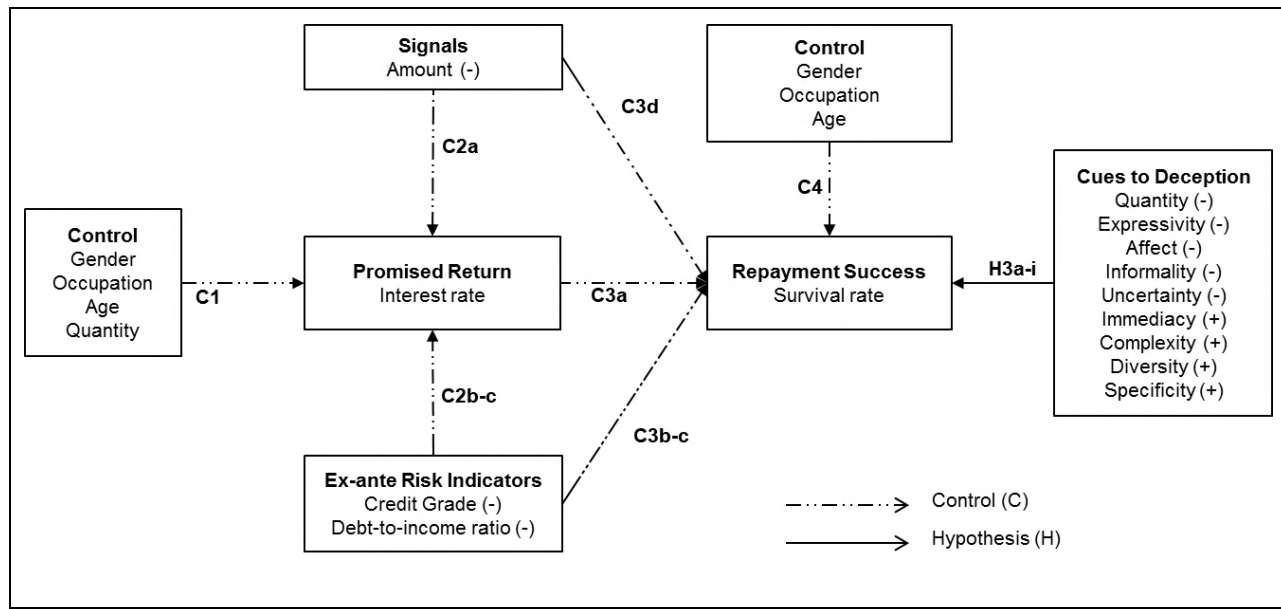 Signals
Amount (-)
Control
Gender
Occupation
Age
C3d
C2a
C4
Cues to Deception
Quantity (-)
Expressivity (-)
Affect (-)
Informality (-)
Uncertainty (-)
Immediacy (+)
Complexity (+)
Diversity (+)
Specificity (+)
Control
Gender
Occupation
Age
Quantity
C1
Promised Return
Interest rate
C3a
Repayment Success
Survival rate
H3a-i
C2b-c
C3b-c
Ex-ante Risk Indicators
Credit Grade (-)
Debt-to-income ratio (-)
Control (C)
Hypothesis (H)